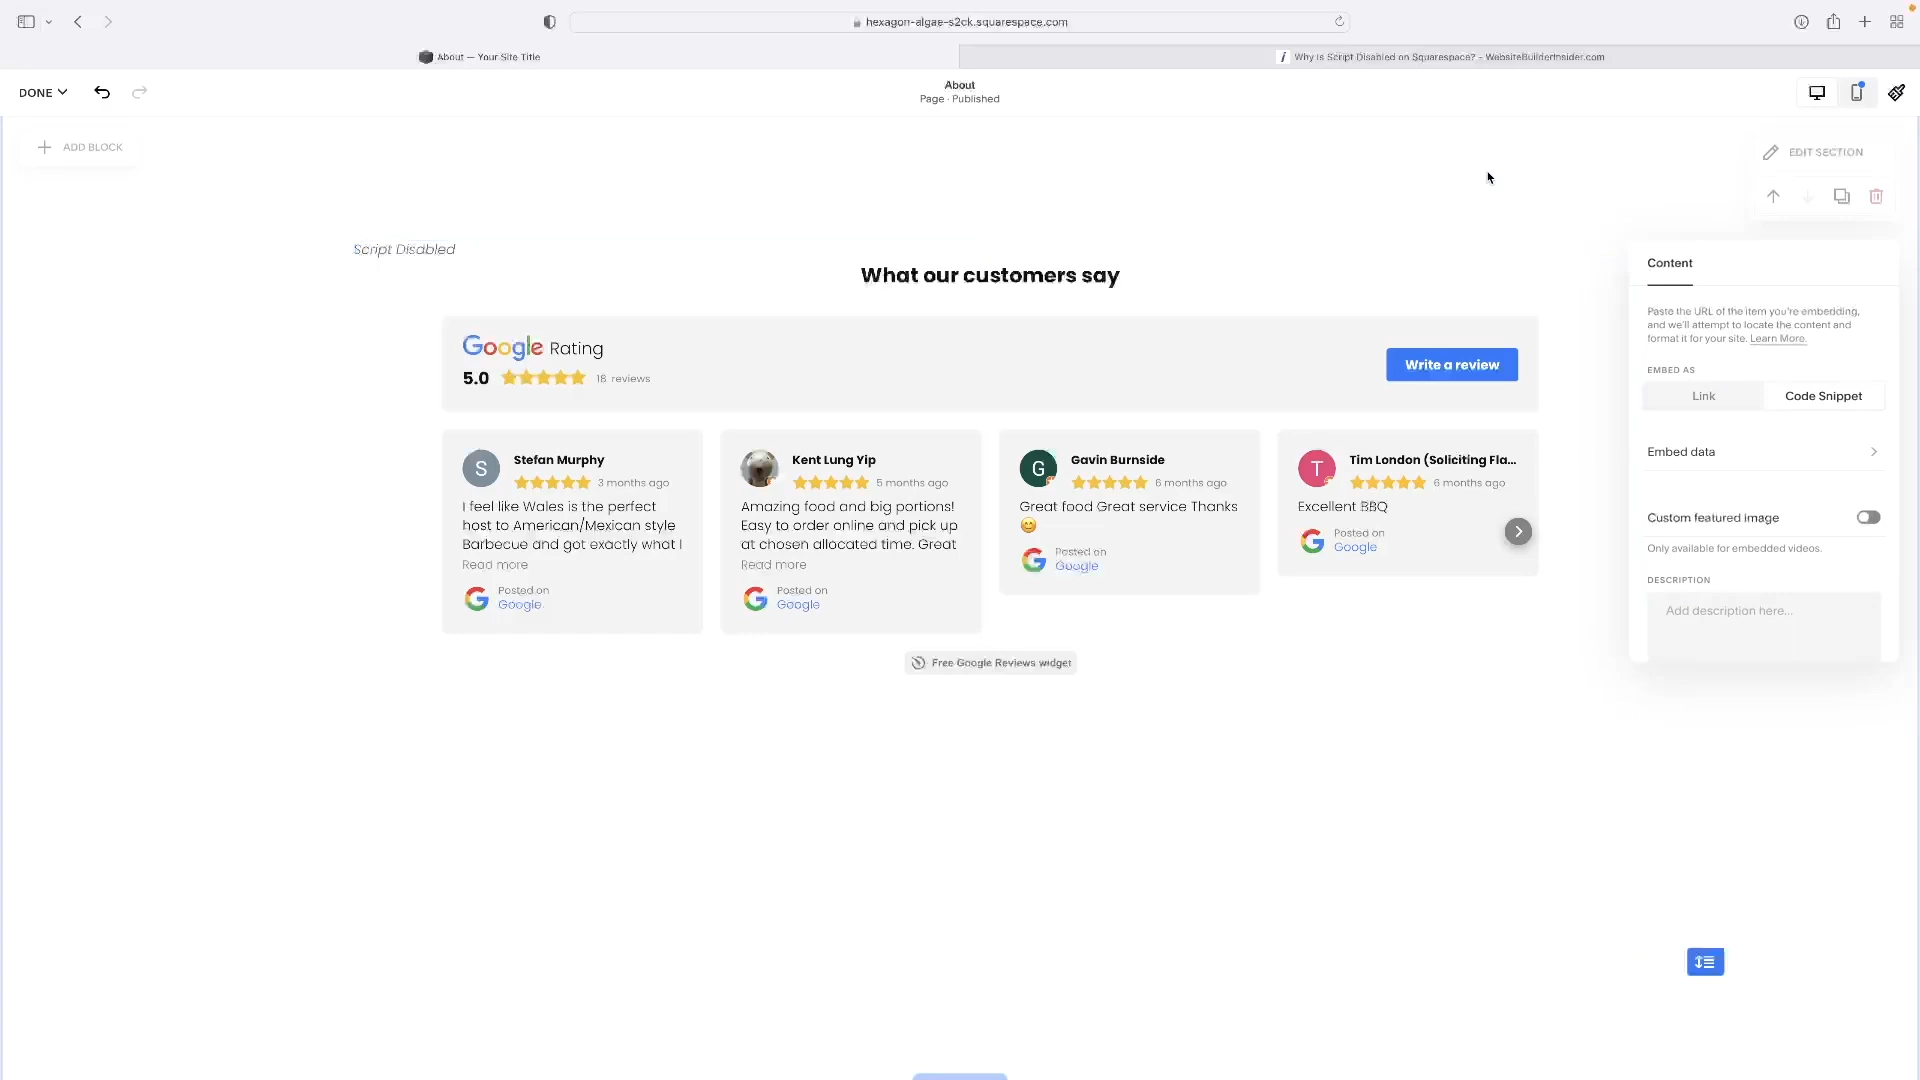 hexagon-algae-s2ck.squarespace.com
About — Your Site Title
Why Is Script Disabled on Squarespace? - WebsiteBuilderInsider.com
DONE
About
Page · Published
ADD BLOCK
EDIT SECTION
Script Disabled
What our customers say
Google Rating
5.0 18 reviews
Write a review
S
Stefan Murphy
3 months ago
I feel like Wales is the perfect
host to American/Mexican style
Barbecue and got exactly what I
Read more
Posted on
Google
Kent Lung Yip
5 months ago
Amazing food and big portions!
Easy to order online and pick up
at chosen allocated time. Great
Read more
Posted on
Google
G
Gavin Burnside
6 months ago
Great food Great service Thanks
Posted on
Google
T
Tim London (Soliciting Fla...
6 months ago
Excellent BBQ
Posted on
Google
Free Google Reviews widget
Content
Paste the URL of the item you're embedding,
and we'll attempt to locate the content and
format it for your site. Learn More.
EMBED AS
Link
Code Snippet
Embed data
Custom featured image
Only available for embedded videos.
DESCRIPTION
Add description here...